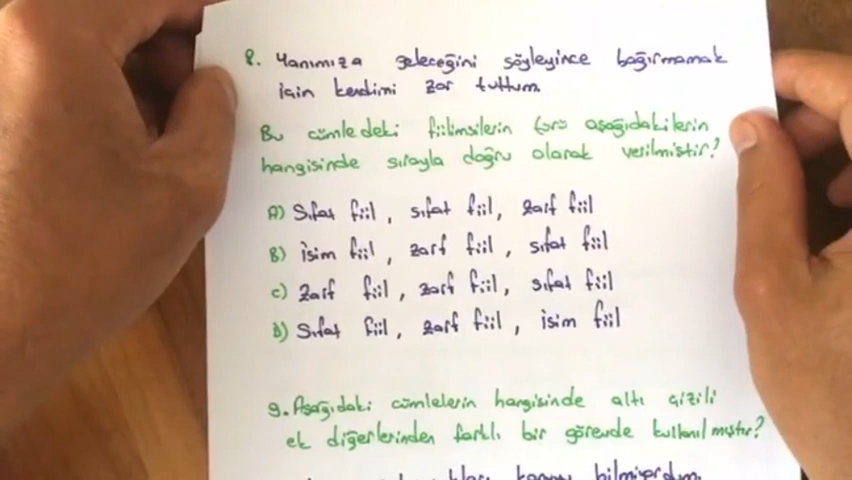 8. Yanımıza geleceğini söyleyince bağırmamak
için kendimi zor tuttum.
Bu cümledeki fiilimsilerin türü aşağıdakilerin
hangisinde sırayla doğru olarak verilmiştir?
A) Sıfat fiil, sıfat fiil, zarf fiil
B) İsim fiil, zarf fiil, sıfat fiil
C) Zarf fiil, zarf fiil, sıfat fiil
D) Sıfat fiil, zarf fiil, isim fiil
9. Aşağıdaki cümlelerin hangisinde altı çizili
ek diğerlerinden farklı bir görevde kullanılmıştır?
bilmiyordum.